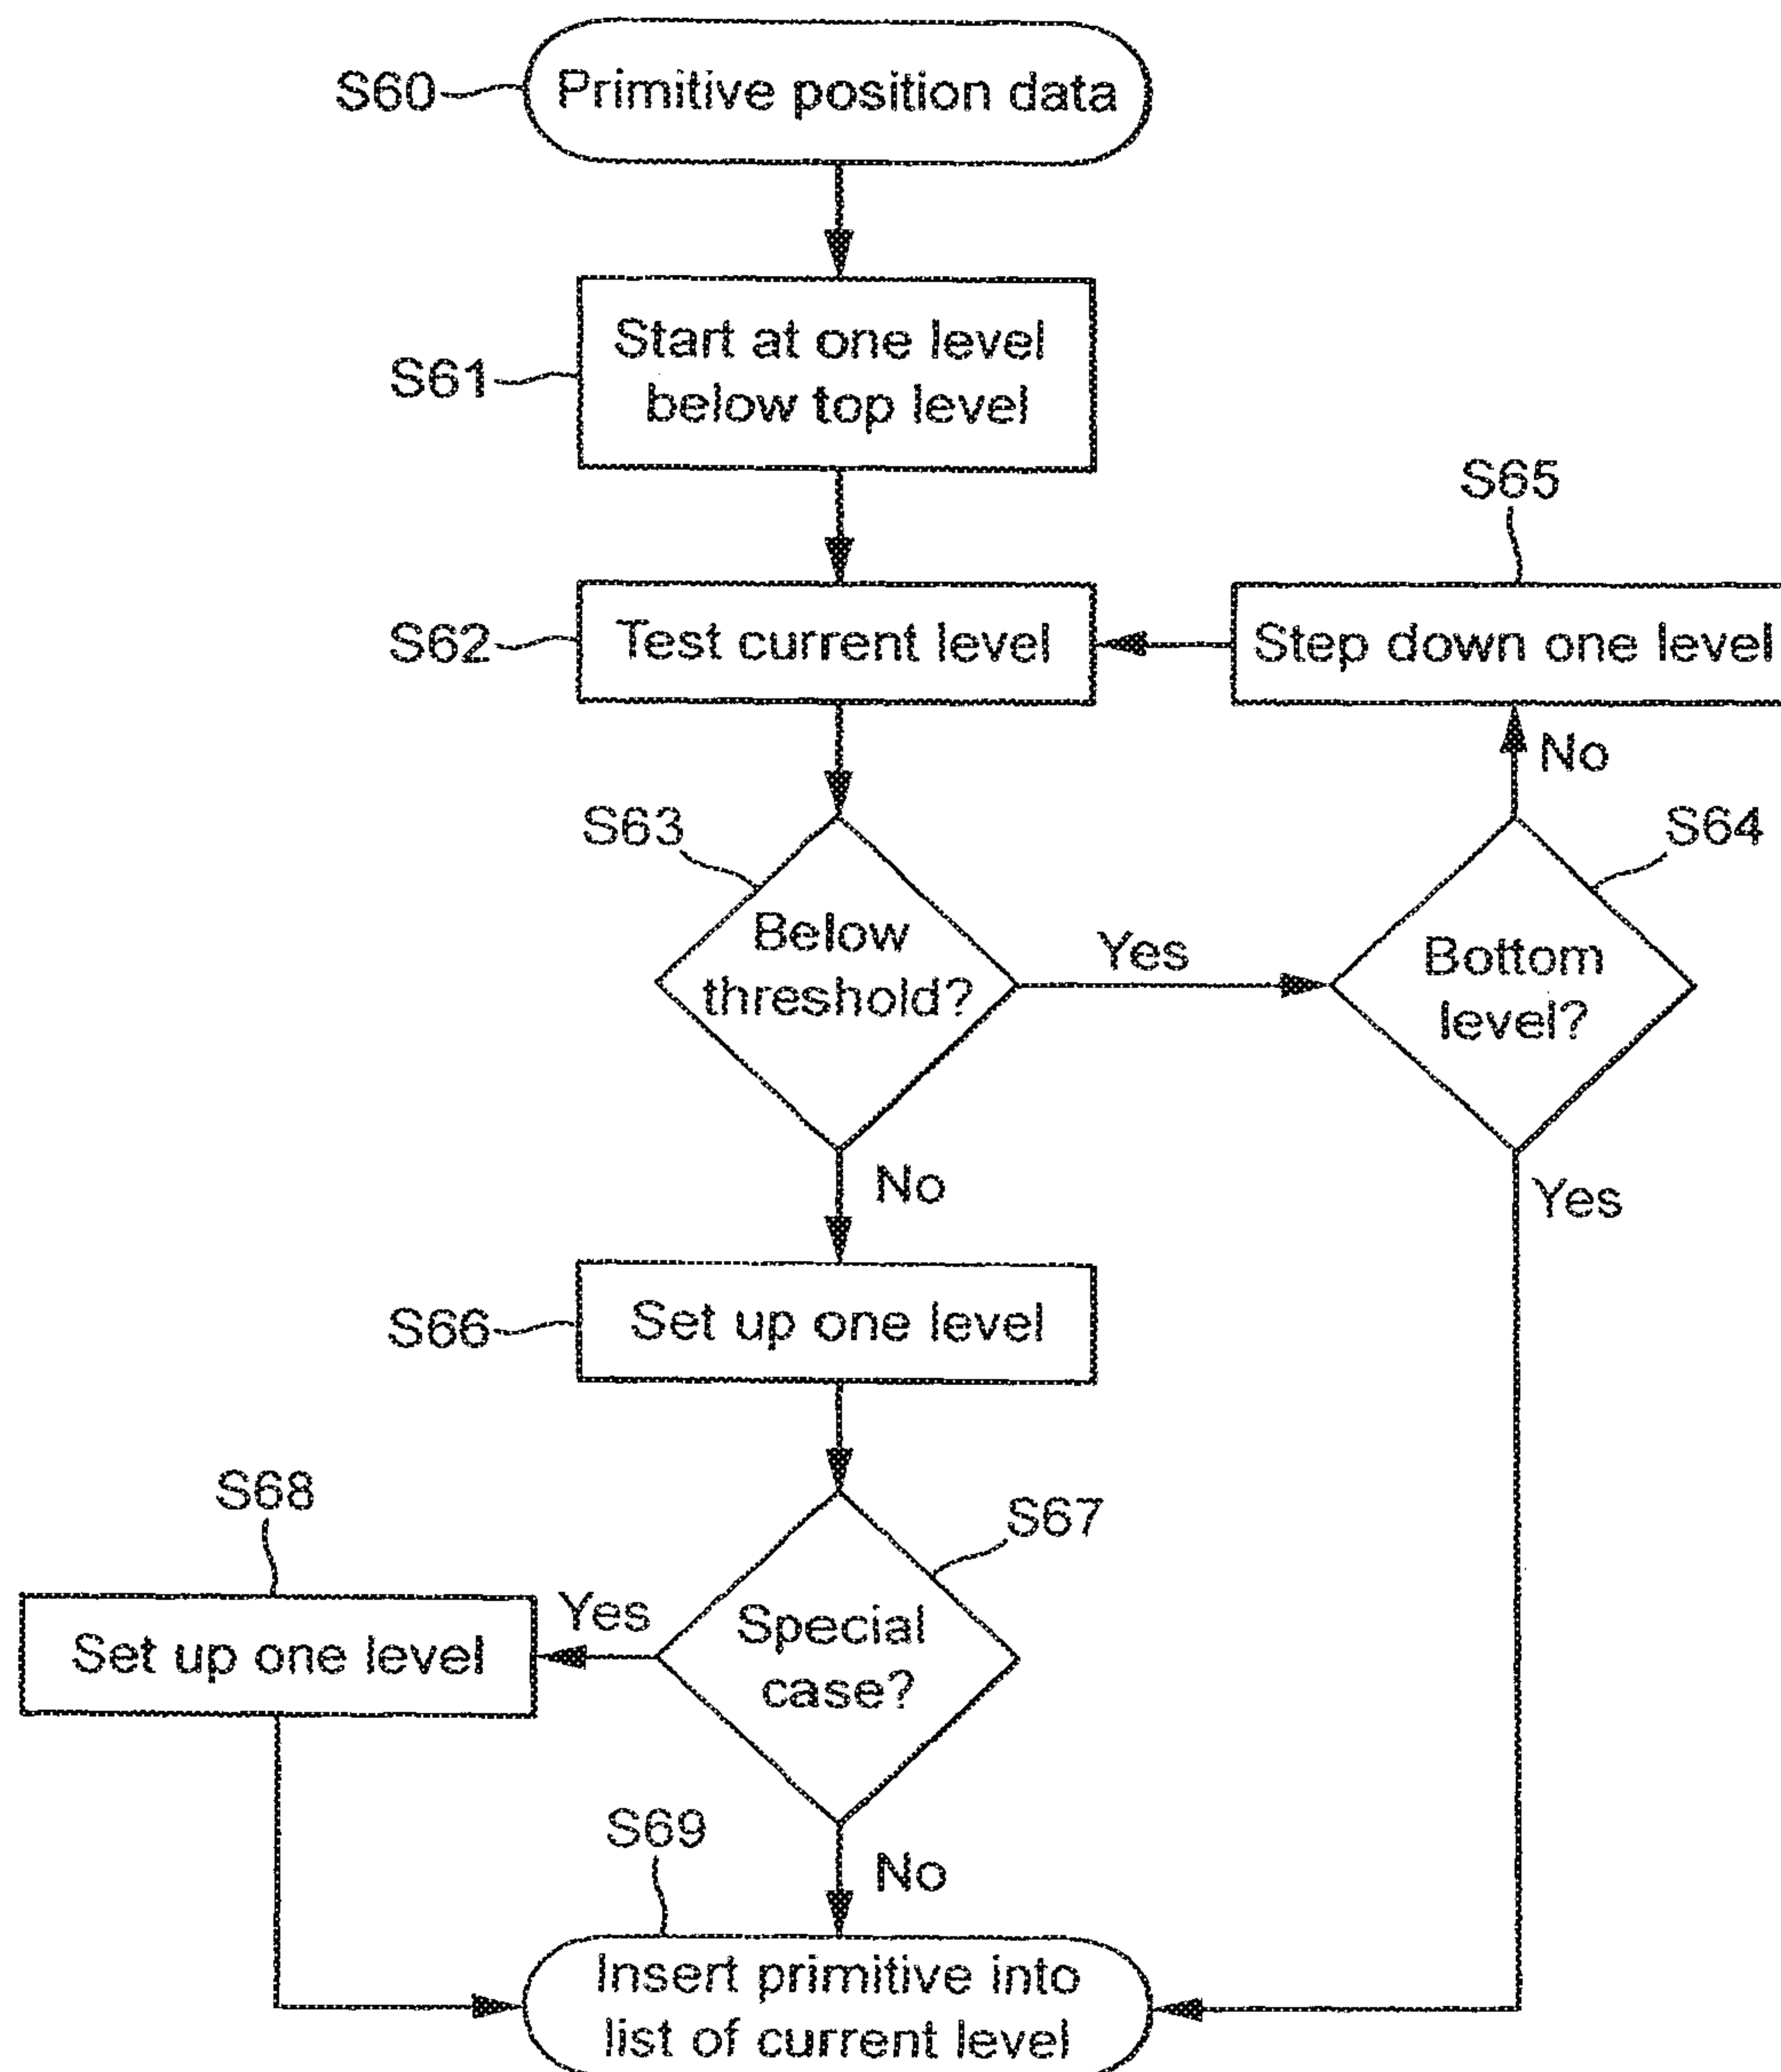 S60
Primitive position data
S61
Start at one level
below top level
S65
S62
Test current level
Step down one level
No
S63
S64
Below
threshold?
Yes
Bottom
level?
No
Yes
S66
Set up one level
S68
S67
Set up one level
Yes
Special
case?
S69
No
Insert primitive into
list of current level